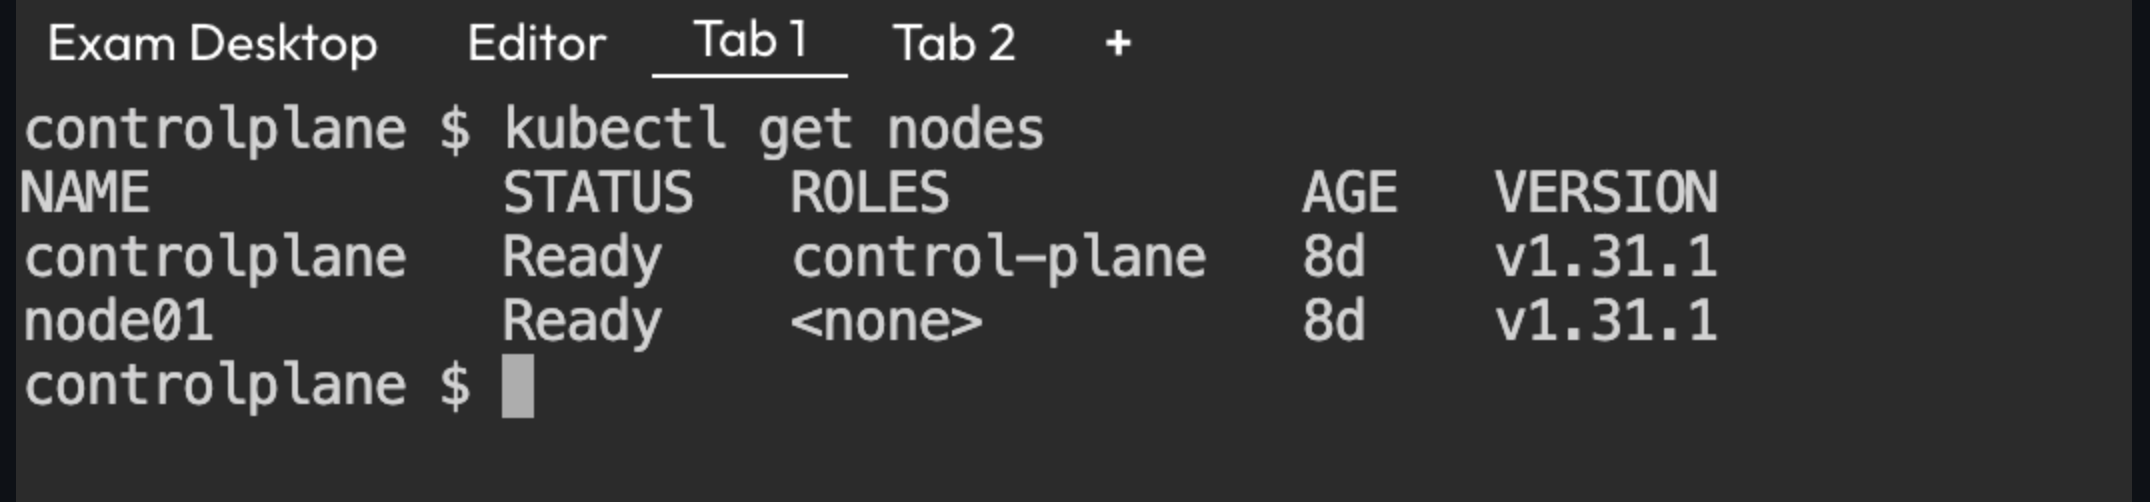 Exam Desktop Editor Tab 1 Tab 2 +
controlplane $ kubectl get nodes
NAME STATUS ROLES AGE VERSION
controlplane Ready control-plane 8d v1.31.1
node01 Ready <none> 8d v1.31.1
controlplane $